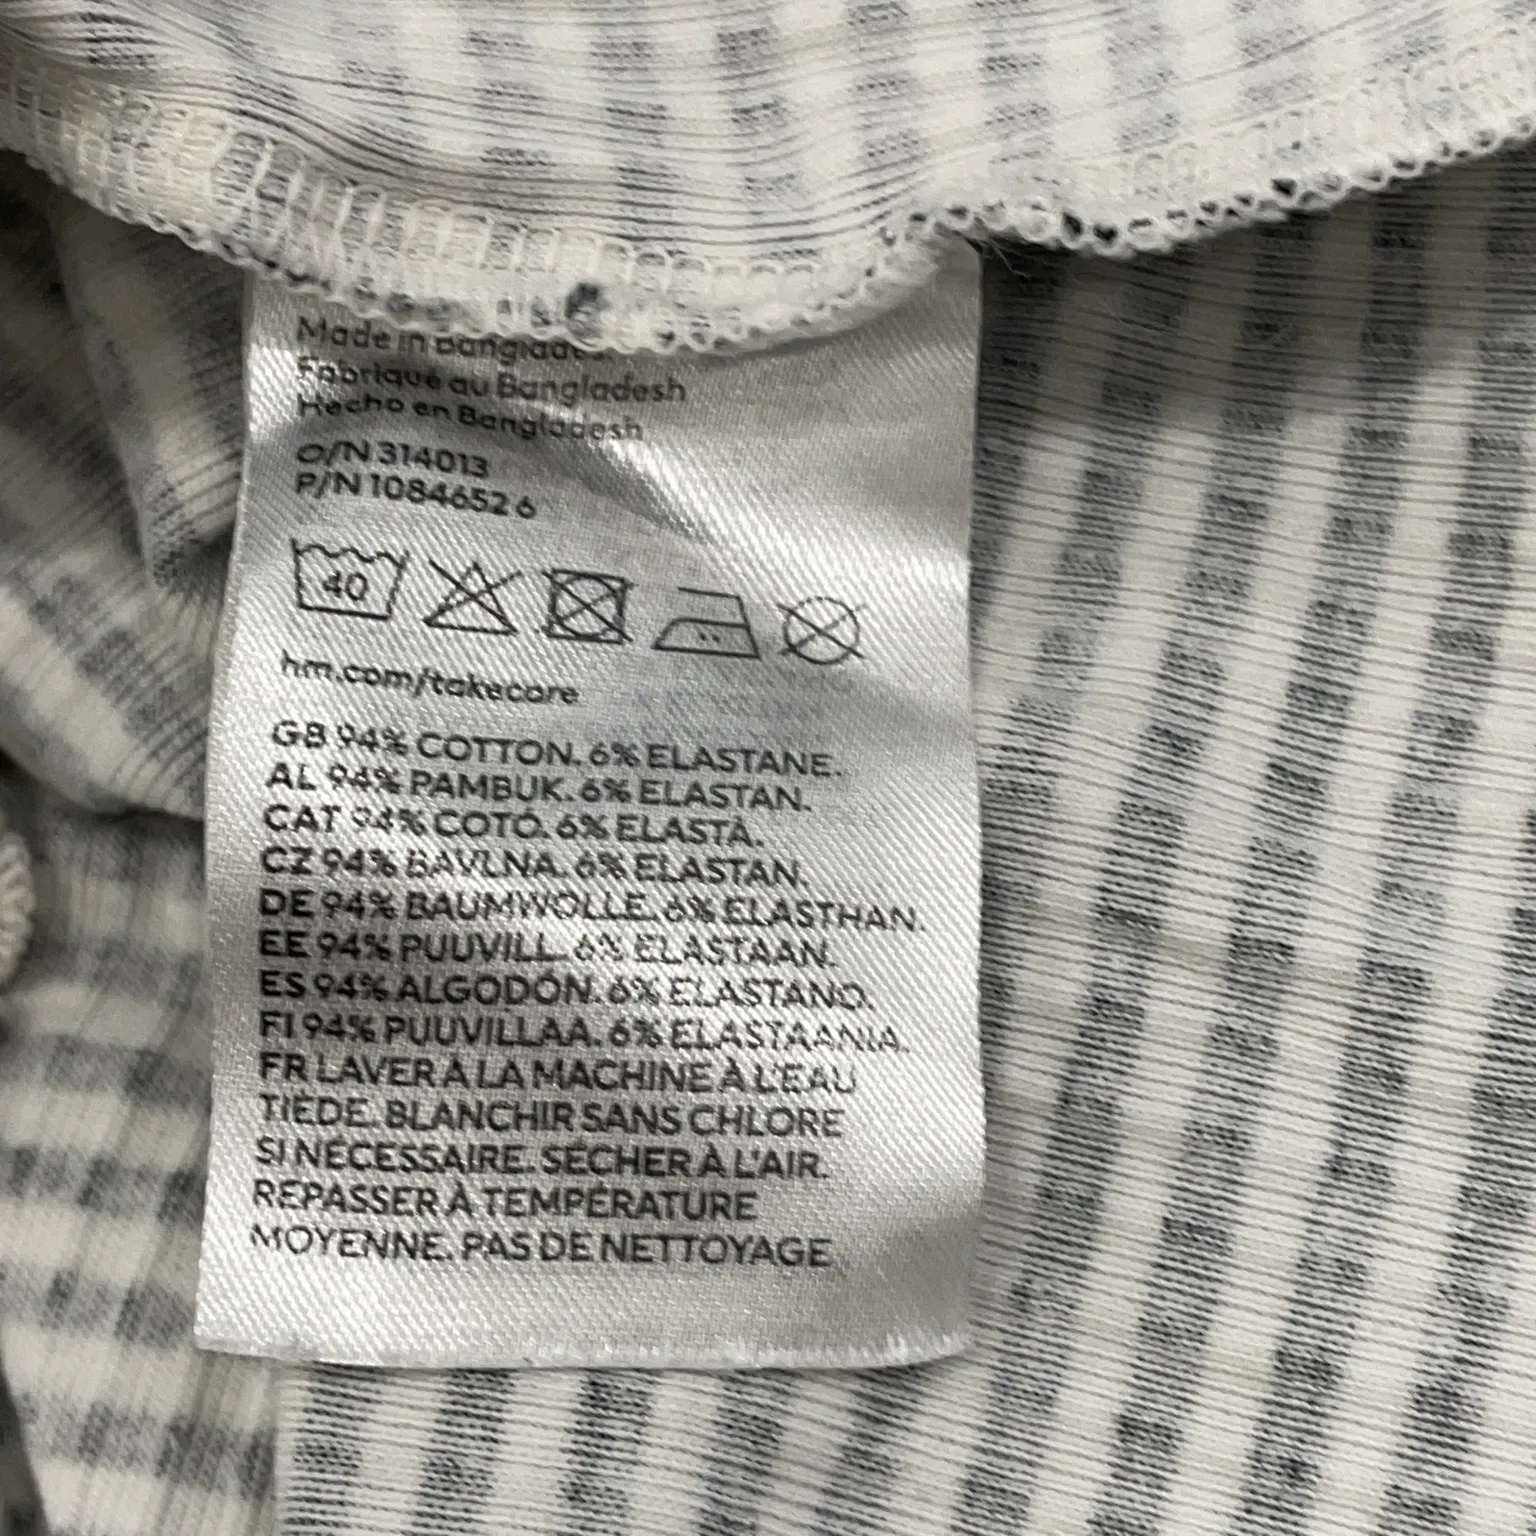 Made in Bangladesh
Fabriqué au Bangladesh
Hecho en Bangladesh
O/N 314013
P/N 10846526
40
hm.com/takecare
GB 94% COTTON. 6% ELASTANE.
AL 94% PAMBUK. 6% ELASTAN.
CAT 94% COTÓ. 6% ELASTÀ.
CZ 94% BAVLNA. 6% ELASTAN.
DE 94% BAUMWOLLE. 6% ELASTHAN.
EE 94% PUUVILL. 6% ELASTAAN.
ES 94% ALGODÓN. 6% ELASTANO.
FI 94% PUUVILLAA. 6% ELASTAANIA.
FR LAVER À LA MACHINE À L'EAU
TIÈDE. BLANCHIR SANS CHLORE
SI NÉCESSAIRE. SÉCHER À L'AIR.
REPASSER À TEMPÉRATURE
MOYENNE. PAS DE NETTOYAGE